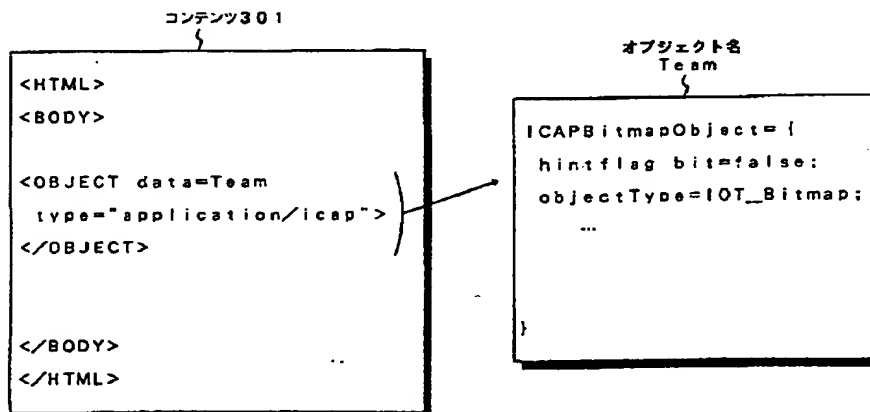 コンテンツ301
<HTML>
<BODY>
<OBJECT data=Team
type="application/icap">
</OBJECT>
</BODY>
</HTML>
オブジェクト名
Team
ICAPBitmapObject={
hintflag bit=false;
objectType=IOT_Bitmap;
…
}